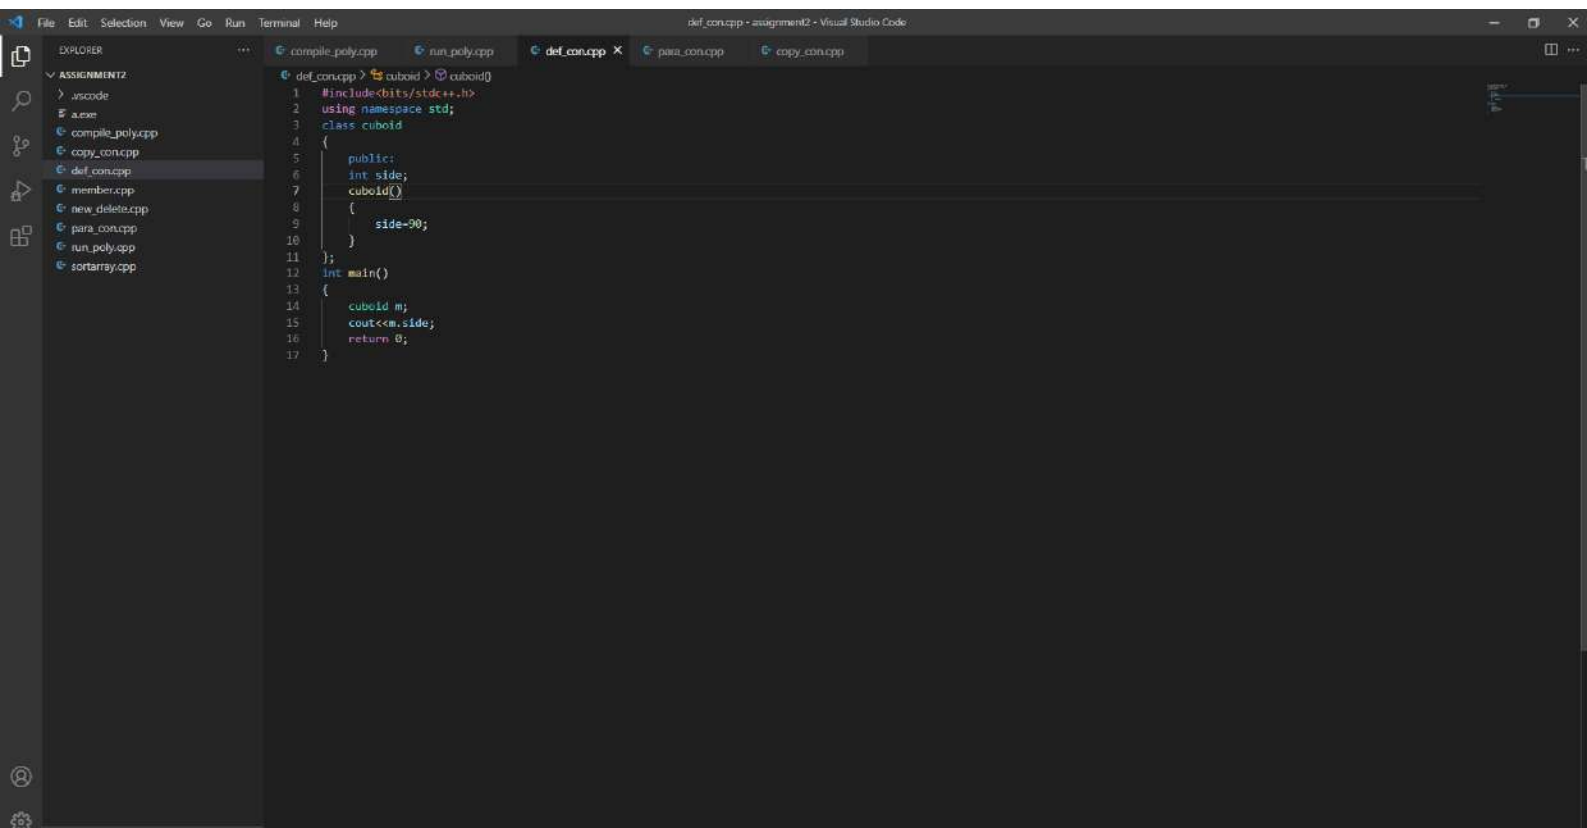 File Edit Selection View Go Run Terminal Help
def_con.cpp - assignment2 - Visual Studio Code
EXPLORER
compile_poly.cpp
run_poly.cpp
def_con.cpp
para_con.cpp
copy_con.cpp
ASSIGNMENT2
.vscode
a.exe
compile_poly.cpp
copy_con.cpp
def_con.cpp
member.cpp
new_delete.cpp
para_con.cpp
run_poly.cpp
sortarray.cpp
def_con.cpp > cuboid > cuboid()
1 #include<bits/stdc++.h>
2 using namespace std;
3 class cuboid
4 {
5 public:
6 int side;
7 cuboid()
8 {
9 side=90;
10 }
11 };
12 int main()
13 {
14 cuboid m;
15 cout<<m.side;
16 return 0;
17 }